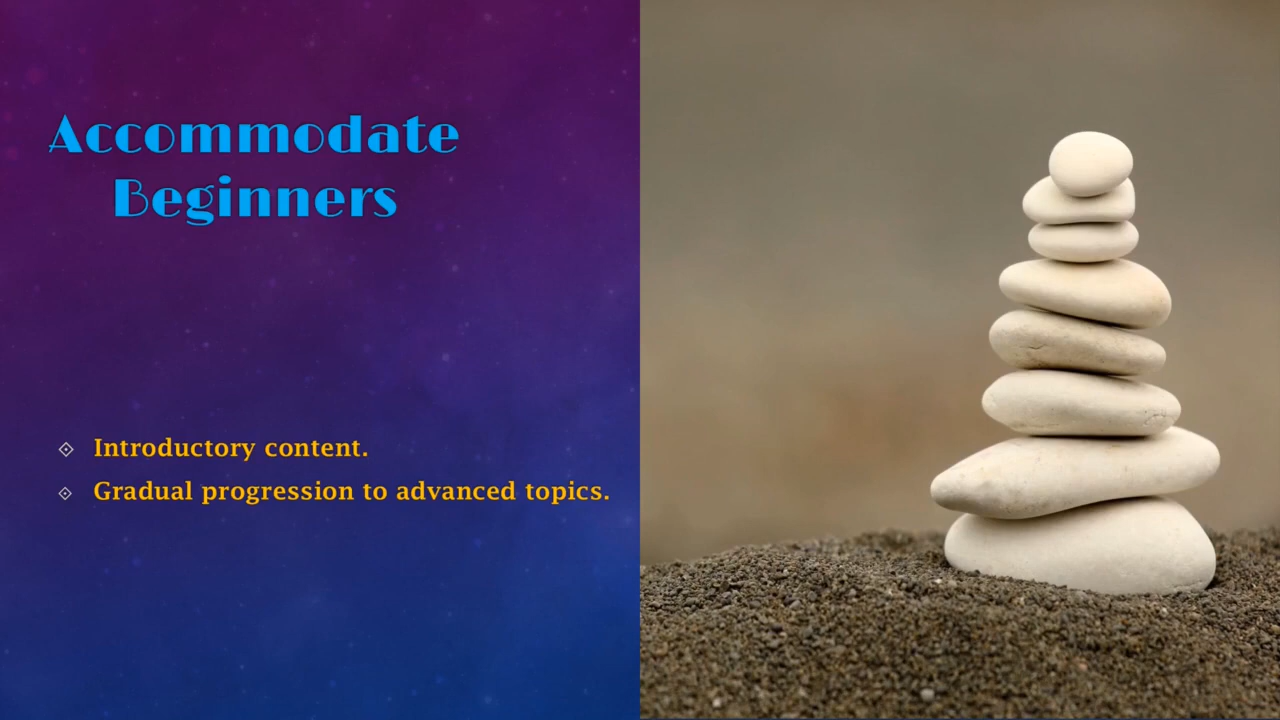 Accommodate
Beginners
Introductory content.
Gradual progression to advanced topics.